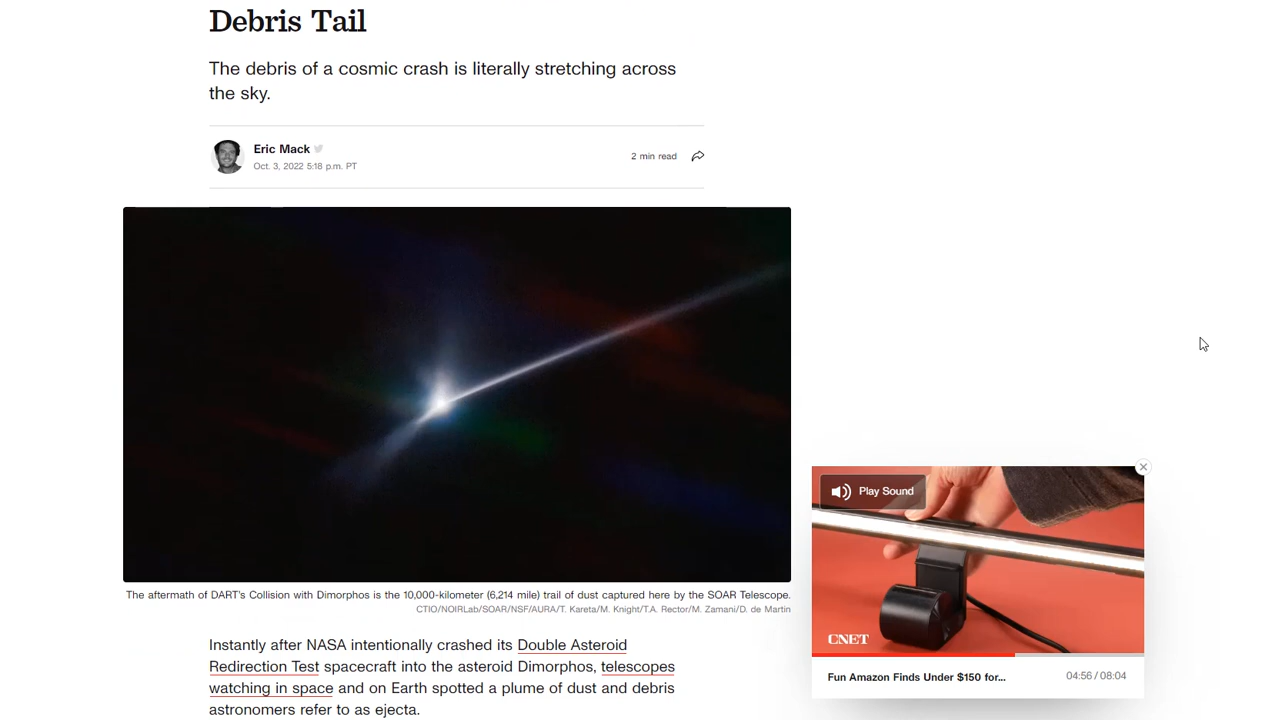 Debris Tail
The debris of a cosmic crash is literally stretching across
the sky.
Eric Mack
Oct. 3, 2022 5:18 p.m. PT
2 min read
The aftermath of DART's Collision with Dimorphos is the 10,000-kilometer (6,214 mile) trail of dust captured here by the SOAR Telescope.
CTIO/NOIRLab/SOAR/NSF/AURA/T. Kareta/M. Knight/T.A. Rector/M. Zamani/D. de Martin
Instantly after NASA intentionally crashed its Double Asteroid
Redirection Test spacecraft into the asteroid Dimorphos, telescopes
watching in space and on Earth spotted a plume of dust and debris
astronomers refer to as ejecta.
Play Sound
CNET
Fun Amazon Finds Under $150 for...
04:56 / 08:04